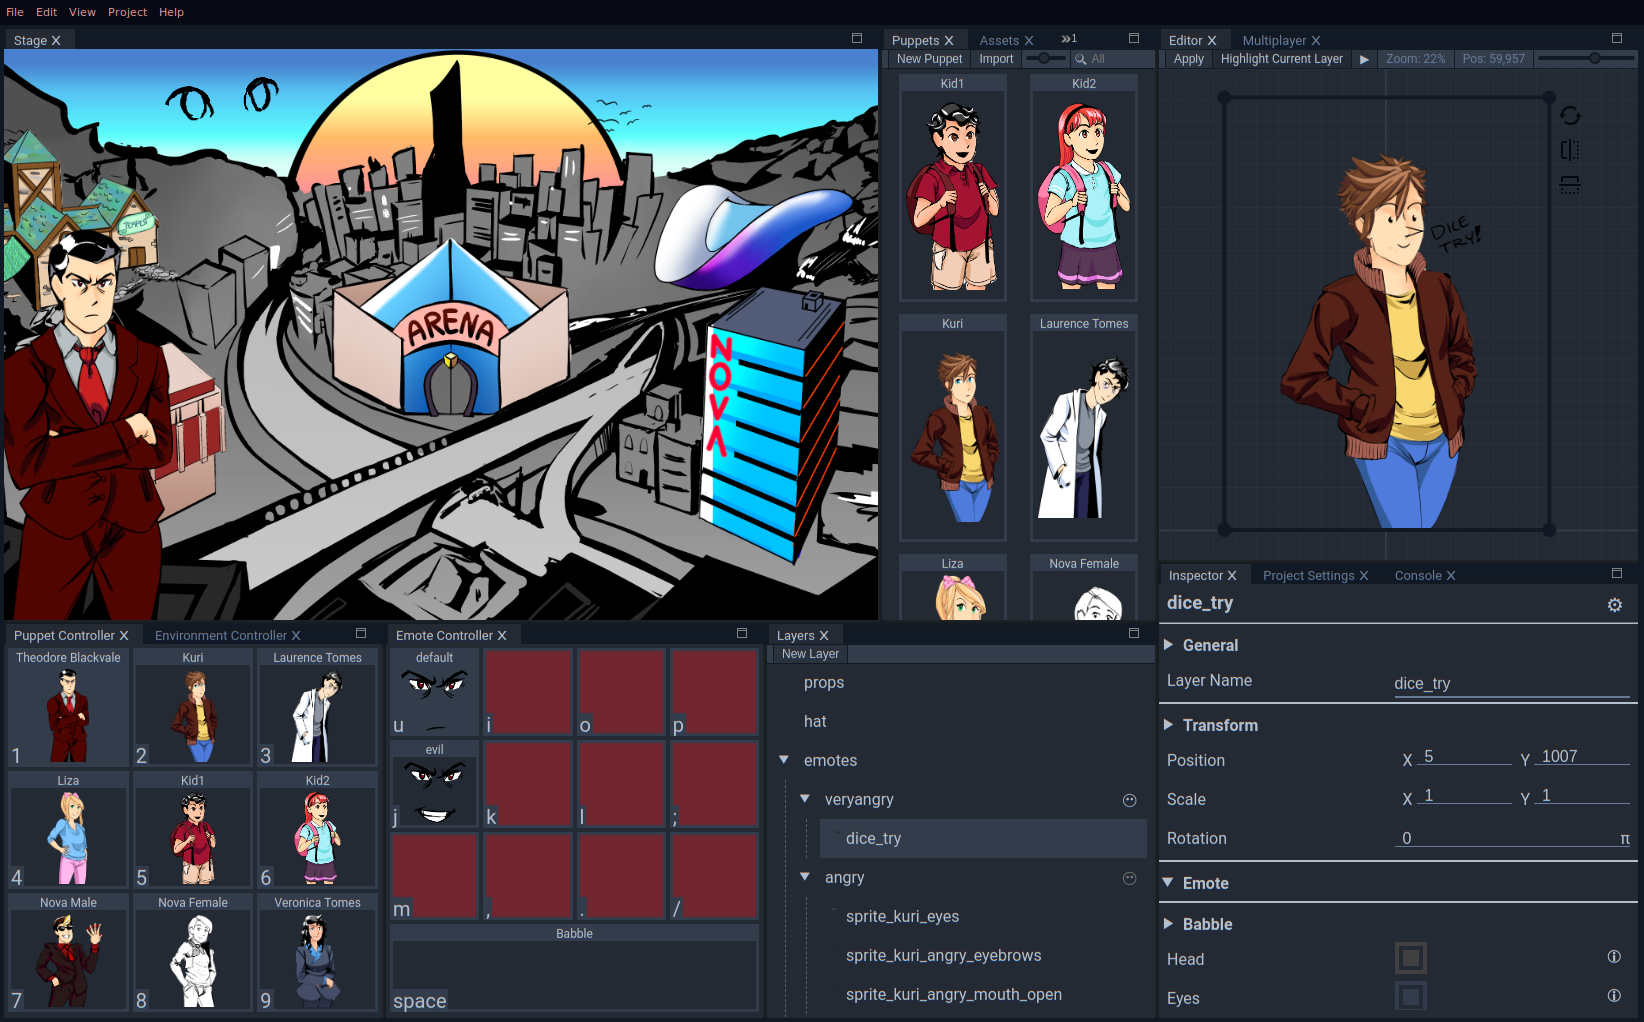 File Edit View Project Help
Stage X
TEMPLE
ARENA
NOVA
Puppets X Assets X »1
New Puppet Import All
Kid1 Kid2
Kuri Laurence Tomes
Liza Nova Female
Editor X Multiplayer X
Apply Highlight Current Layer Zoom: 22% Pos: 59,957
DICE
TRY!
Puppet Controller X Environment Controller X
Theodore Blackvale Kuri Laurence Tomes
1 2 3
Liza Kid1 Kid2
4 5 6
Nova Male Nova Female Veronica Tomes
7 8 9
Emote Controller X
default
u i o p
evil
j k l ;
m , . /
Babble
space
Layers X
New Layer
props
hat
emotes
veryangry
dice_try
angry
sprite_kuri_eyes
sprite_kuri_angry_eyebrows
sprite_kuri_angry_mouth_open
Inspector X Project Settings X Console X
dice_try
General
Layer Name dice_try
Transform
Position X 5 Y 1007
Scale X 1 Y 1
Rotation 0 π
Emote
Babble
Head
Eyes